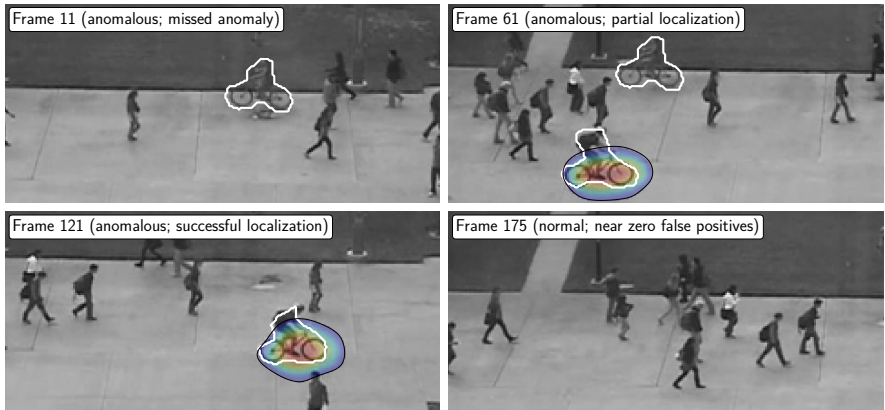 Frame 11 (anomalous; missed anomaly)
Frame 61 (anomalous; partial localization)
Frame 121 (anomalous; successful localization)
Frame 175 (normal; near zero false positives)